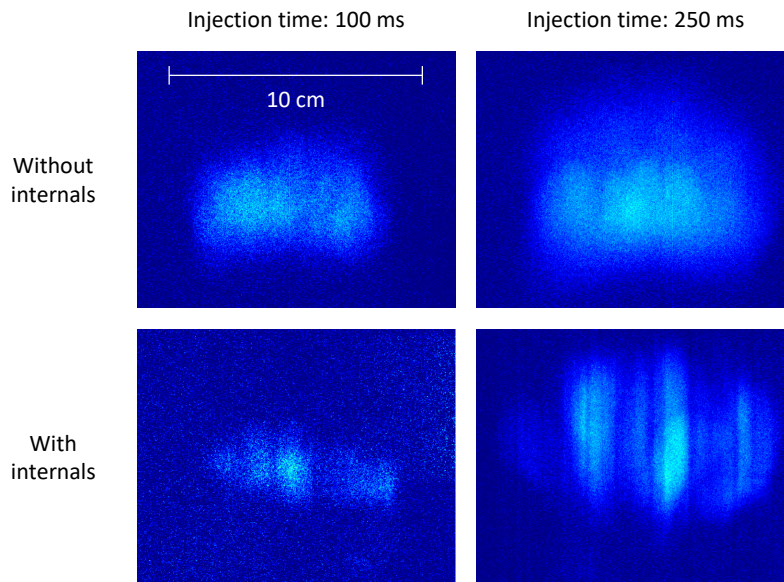 Injection time: 100 ms
Injection time: 250 ms
10 cm
Without
internals
With
internals